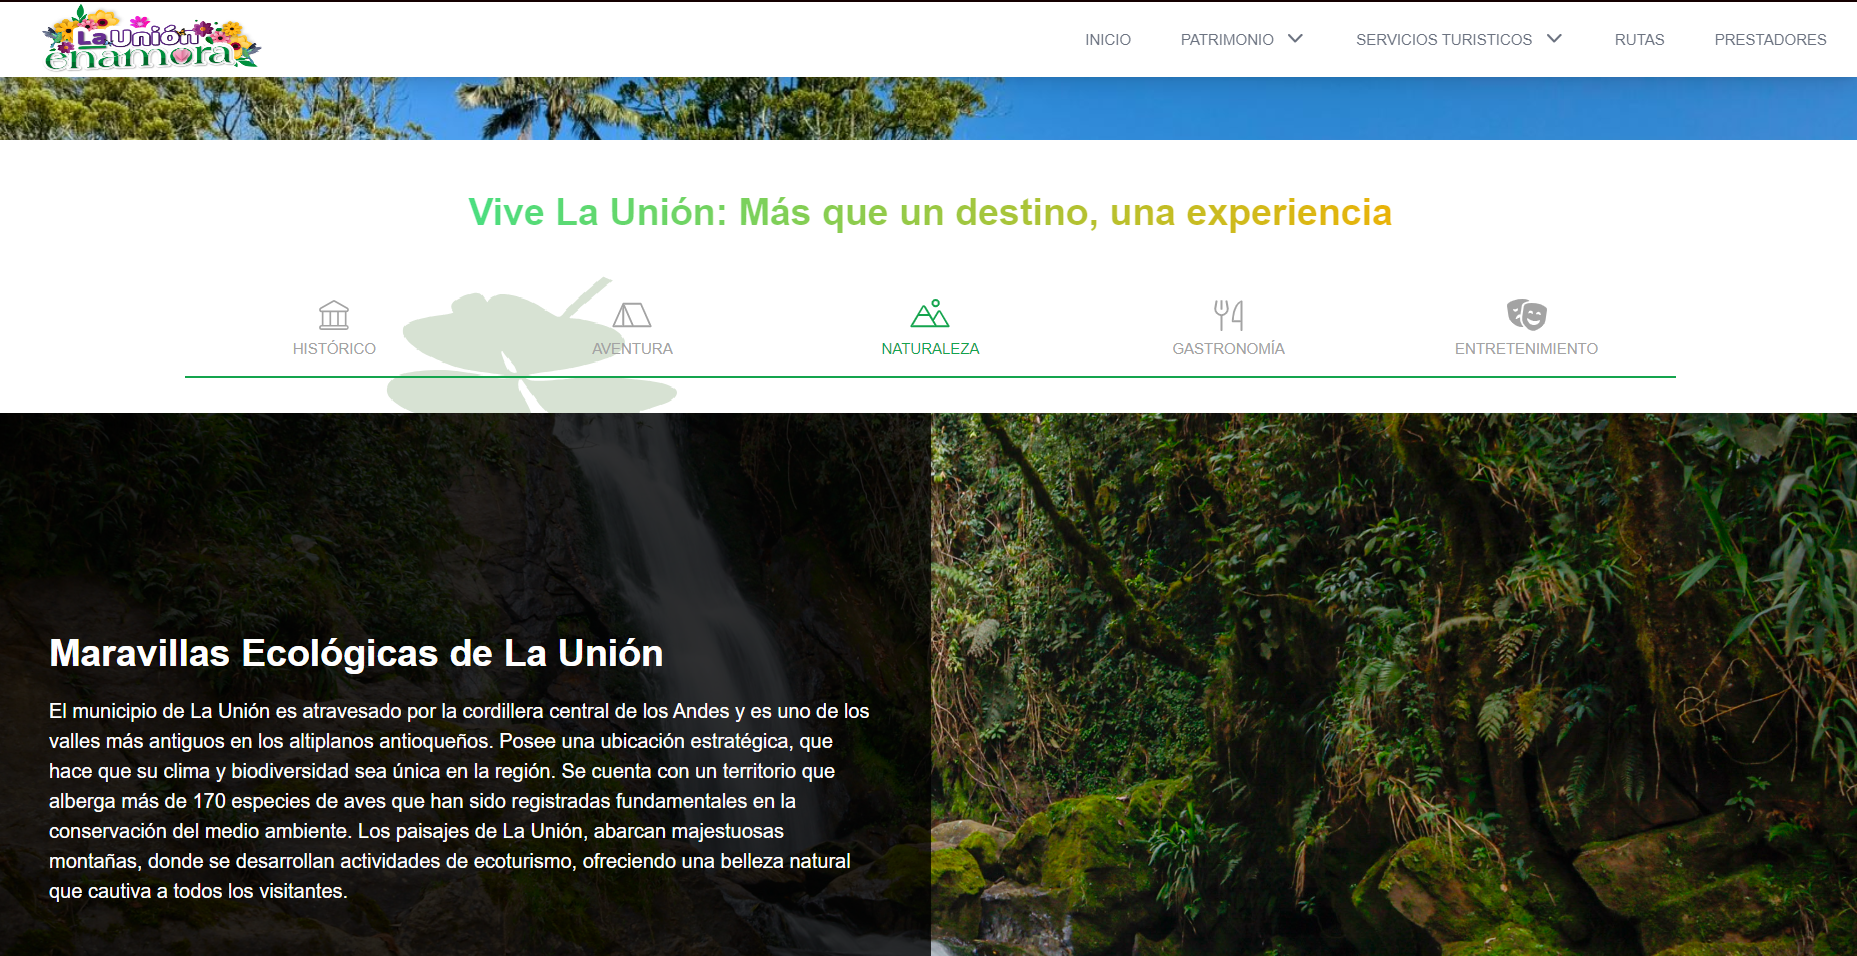 La Unión
enamora
INICIO
PATRIMONIO
SERVICIOS TURISTICOS
RUTAS
PRESTADORES
Vive La Unión: Más que un destino, una experiencia
HISTÓRICO
AVENTURA
NATURALEZA
GASTRONOMÍA
ENTRETENIMIENTO
Maravillas Ecológicas de La Unión
El municipio de La Unión es atravesado por la cordillera central de los Andes y es uno de los
valles más antiguos en los altiplanos antioqueños. Posee una ubicación estratégica, que
hace que su clima y biodiversidad sea única en la región. Se cuenta con un territorio que
alberga más de 170 especies de aves que han sido registradas fundamentales en la
conservación del medio ambiente. Los paisajes de La Unión, abarcan majestuosas
montañas, donde se desarrollan actividades de ecoturismo, ofreciendo una belleza natural
que cautiva a todos los visitantes.